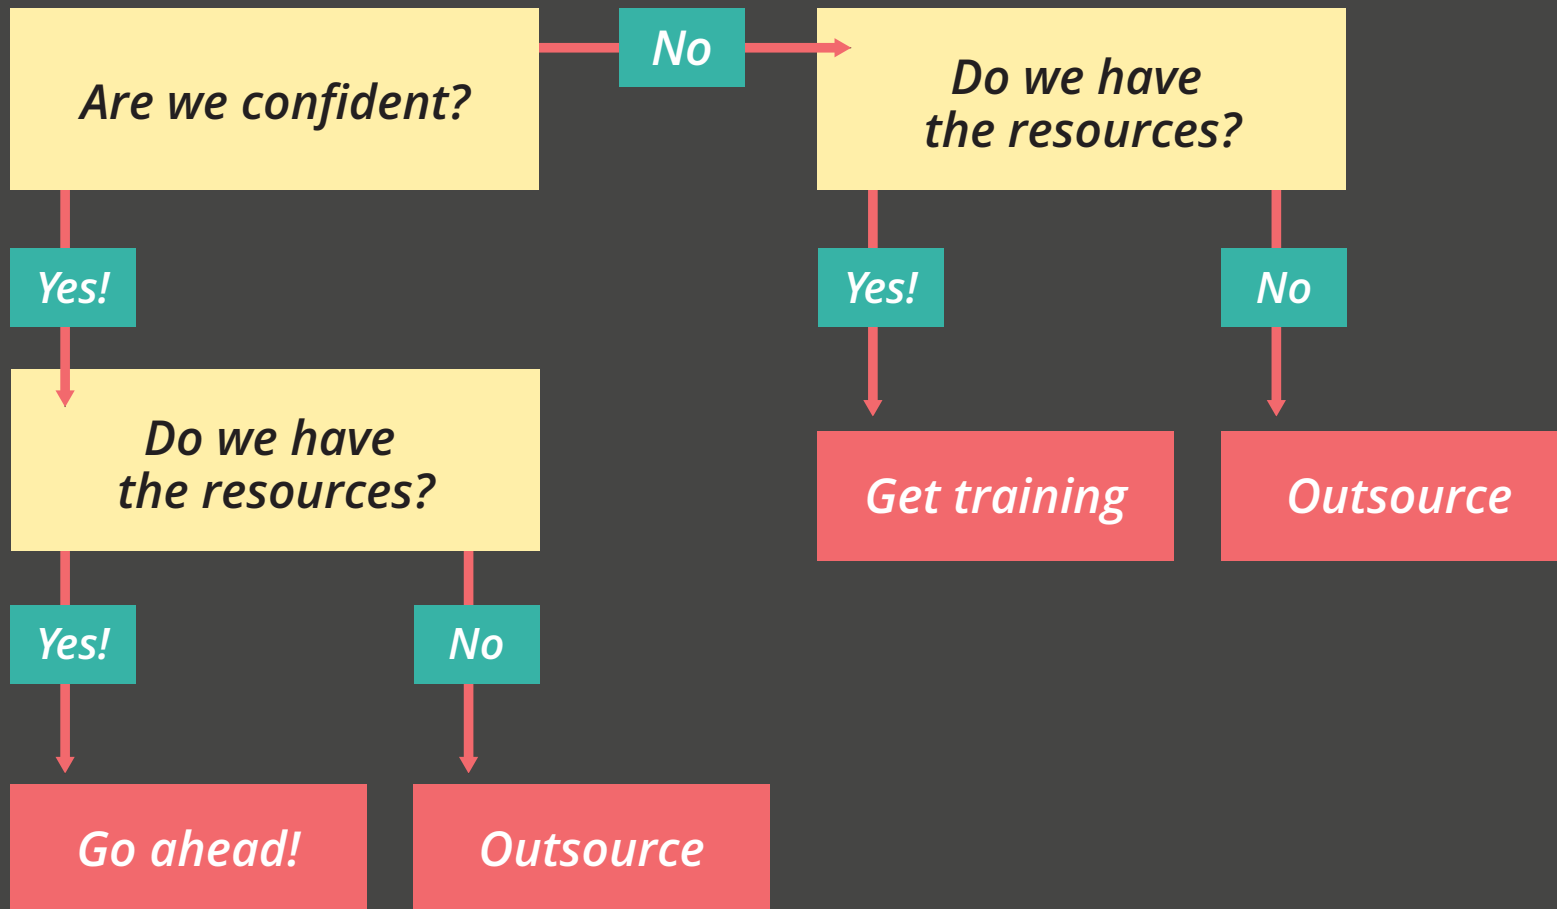 Are we confident?
No
Do we have
the resources?
Yes!
Yes!
No
Do we have
the resources?
Get training
Outsource
Yes!
No
Go ahead!
Outsource